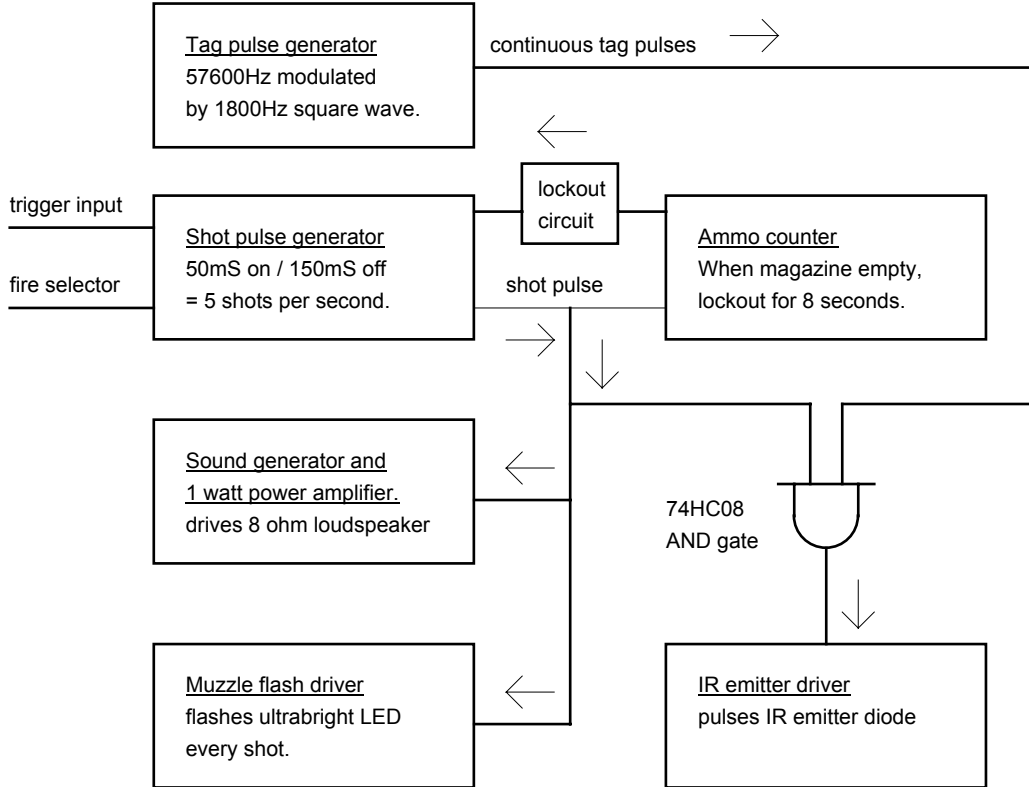 Tag pulse generator
57600Hz modulated
by 1800Hz square wave.
continuous tag pulses
trigger input
fire selector
Shot pulse generator
50mS on / 150mS off
= 5 shots per second.
lockout
circuit
Ammo counter
When magazine empty,
lockout for 8 seconds.
shot pulse
Sound generator and
1 watt power amplifier.
drives 8 ohm loudspeaker
74HC08
AND gate
Muzzle flash driver
flashes ultrabright LED
every shot.
IR emitter driver
pulses IR emitter diode